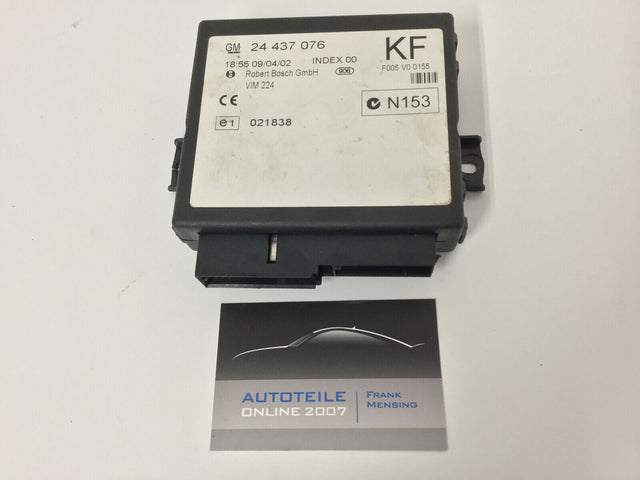 GM 24 437 076
18:55 09/04/02 INDEX 00
Robert Bosch GmbH 906
VIM 224
CE
e1 021838
KF
F005 V0 0155
N153
AUTOTEILE
ONLINE 2007
FRANK
MENSING